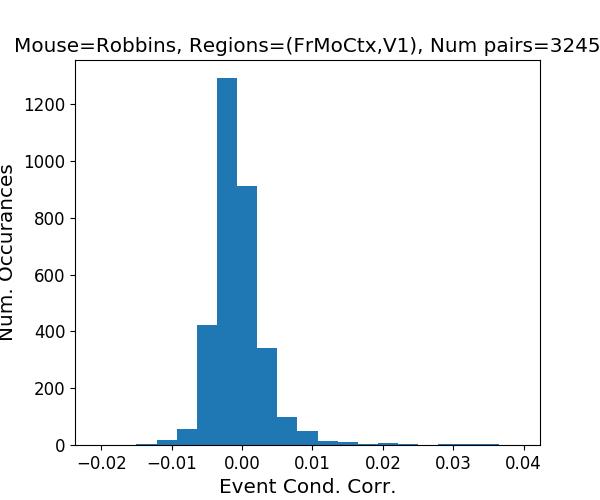 Mouse=Robbins, Regions=(FrMoCtx,V1), Num pairs=3245
Num. Occurances
1200
1000
800
600
400
200
0
−0.02 −0.01 0.00 0.01 0.02 0.03 0.04
Event Cond. Corr.